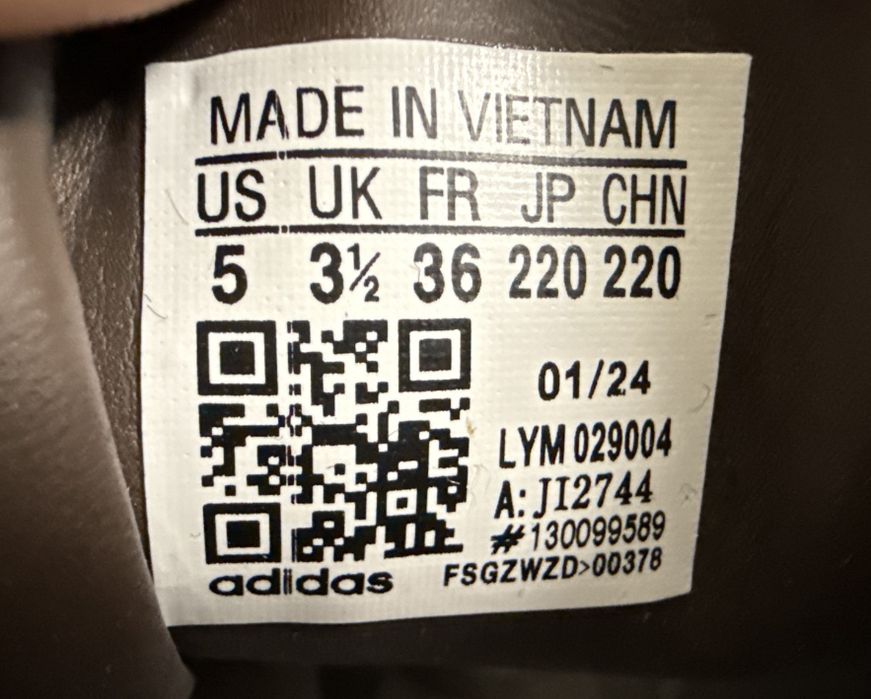 MADE IN VIETNAM
US UK FR JP CHN
5 3½ 36 220 220
01/24
LYM 029004
A: JI2744
#130099589
FSGZWZD>00378
adidas